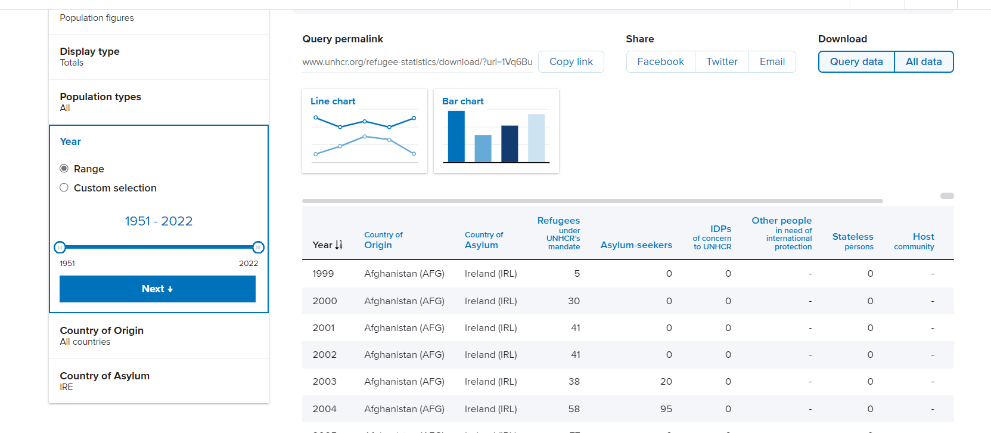 Population figures
Display type
Totals
Population types
All
Year
Range
Custom selection
1951 - 2022
1951 2022
Next
Country of Origin
All countries
Country of Asylum
IRE
Query permalink
www.unhcr.org/refugee-statistics/download/?url=1Vq6Bu Copy link
Share
Facebook Twitter Email
Download
Query data All data
Line chart
Bar chart
Year
Country of
Origin
Country of
Asylum
Refugees
under
UNHCR's
mandate
Asylum-seekers
IDPs
of concern
to UNHCR
Other people
in need of
international
protection
Stateless
persons
Host
community
1999 Afghanistan (AFG) Ireland (IRL) 5 0 0 - 0 -
2000 Afghanistan (AFG) Ireland (IRL) 30 0 0 - 0 -
2001 Afghanistan (AFG) Ireland (IRL) 41 0 0 - 0 -
2002 Afghanistan (AFG) Ireland (IRL) 41 0 0 - 0 -
2003 Afghanistan (AFG) Ireland (IRL) 38 20 0 - 0 -
2004 Afghanistan (AFG) Ireland (IRL) 58 95 0 - 0 -